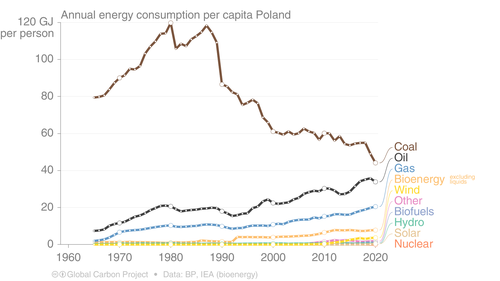 Annual energy consumption per capita Poland
120 GJ
per person
100
80
60
40
20
0
1960
1970
1980
1990
2000
2010
2020
Coal
Oil
Gas
Bioenergy excluding liquids
Wind
Other
Biofuels
Hydro
Solar
Nuclear
Global Carbon Project • Data: BP, IEA (bioenergy)